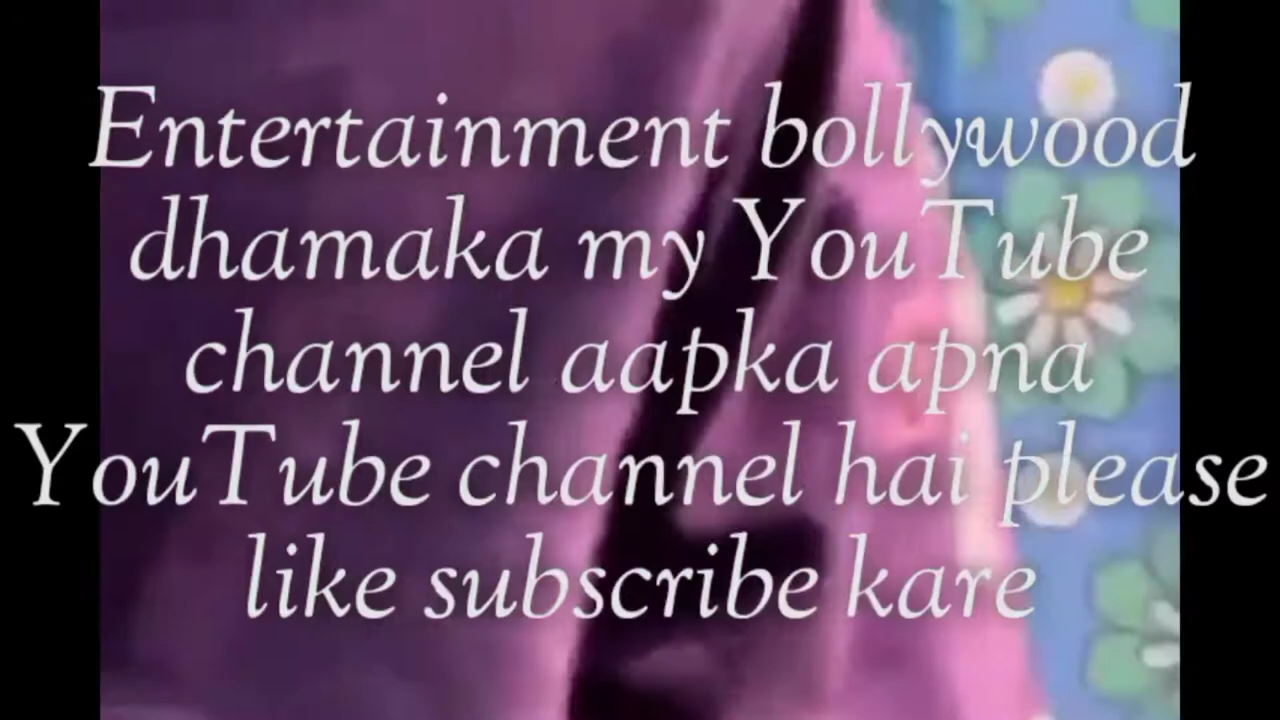 Entertainment bollywood
dhamaka my YouTube
channel aapka apna
YouTube channel hai please
like subscribe kare